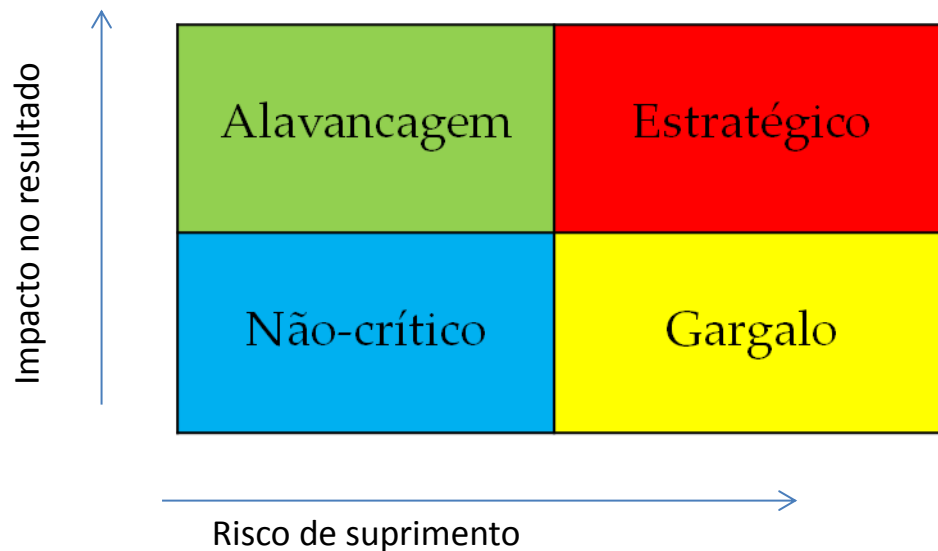 Impacto no resultado
Alavancagem
Estratégico
Não-crítico
Gargalo
Risco de suprimento